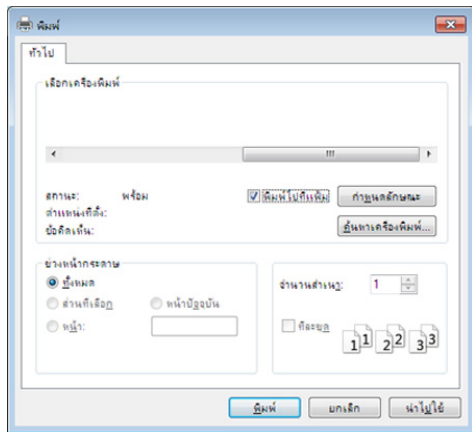 พิมพ์
ทั่วไป
เลือกเครื่องพิมพ์
สถานะ: พร้อม
ตำแหน่งที่ตั้ง:
ข้อคิดเห็น:
พิมพ์ไปที่แฟ้ม
กำหนดลักษณะ
ค้นหาเครื่องพิมพ์...
ช่วงหน้ากระดาษ
ทั้งหมด
ส่วนที่เลือก
หน้าปัจจุบัน
หน้า:
จำนวนสำเนา: 1
ทีละชุด
1 1 2 2 3 3
พิมพ์
ยกเลิก
นำไปใช้